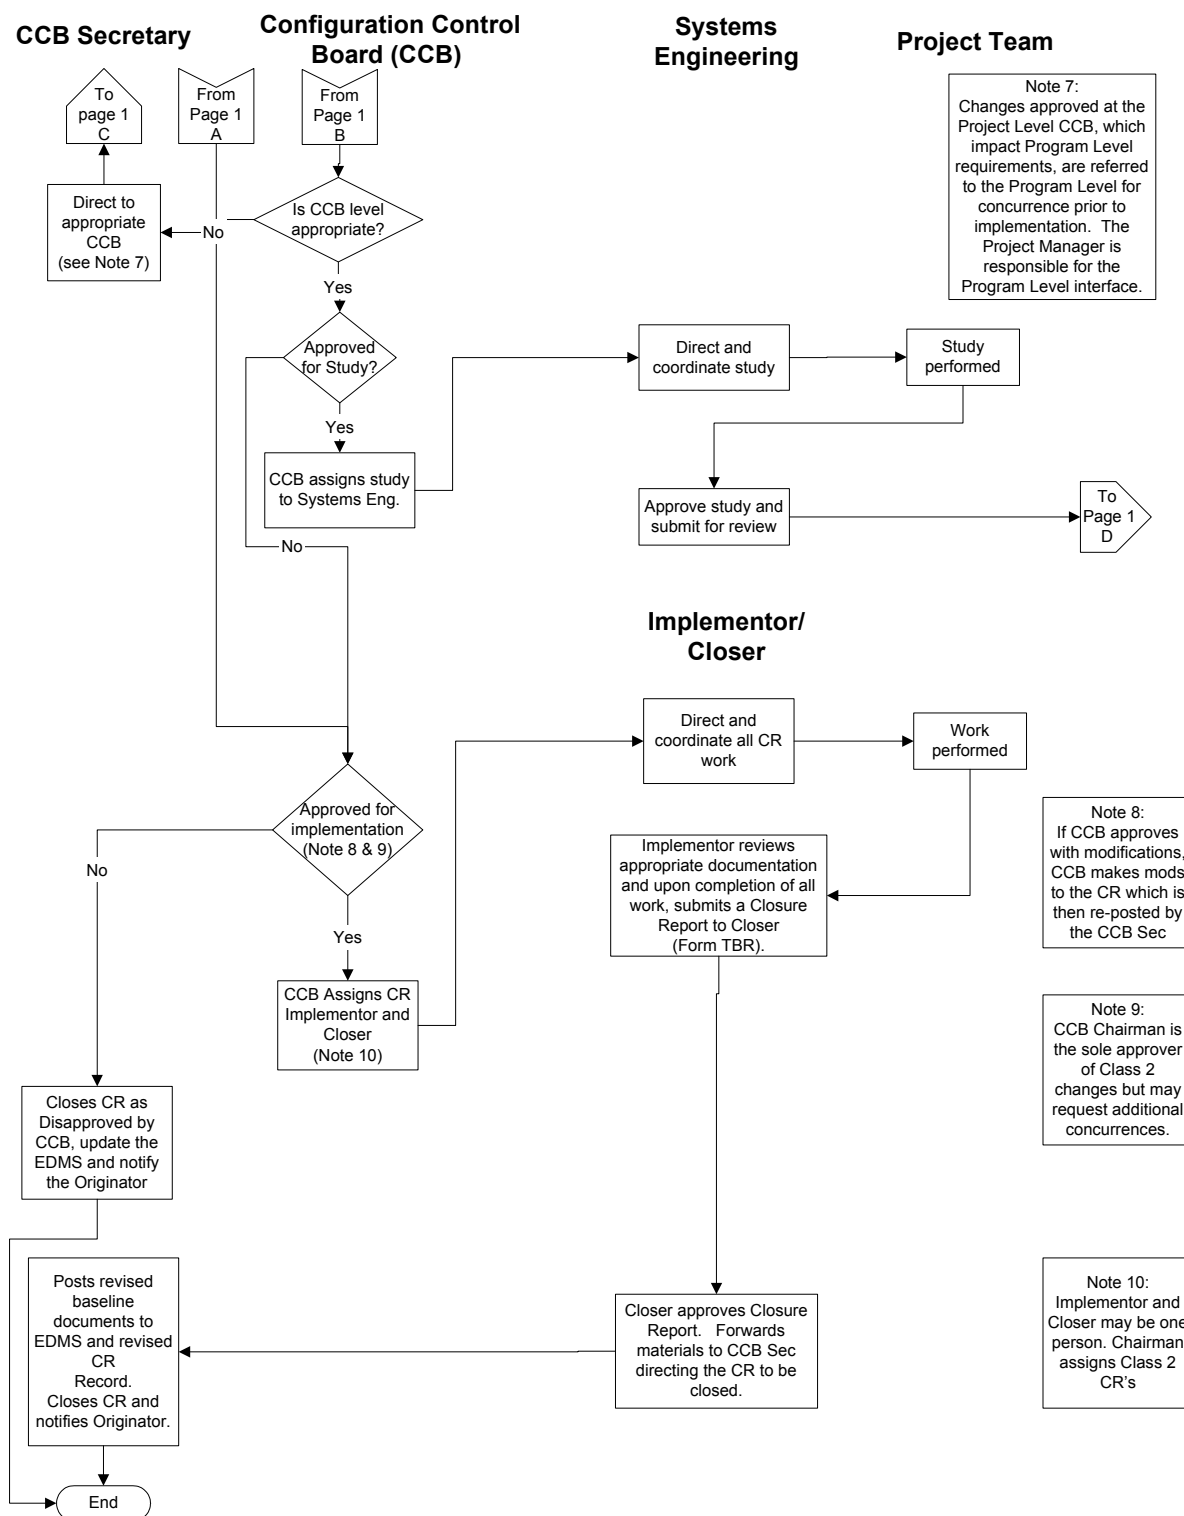 CCB Secretary
Configuration Control
Board (CCB)
Systems
Engineering
Project Team
To
page 1
C
From
Page 1
A
From
Page 1
B
Note 7:
Changes approved at the
Project Level CCB, which
impact Program Level
requirements, are referred
to the Program Level for
concurrence prior to
implementation. The
Project Manager is
responsible for the
Program Level interface.
Direct to
appropriate
CCB
(see Note 7)
No
Is CCB level
appropriate?
Yes
Approved
for Study?
Direct and
coordinate study
Study
performed
Yes
CCB assigns study
to Systems Eng.
Approve study and
submit for review
To
Page 1
D
No
Implementor/
Closer
Direct and
coordinate all CR
work
Work
performed
Approved for
implementation
(Note 8 & 9)
No
Implementor reviews
appropriate documentation
and upon completion of all
work, submits a Closure
Report to Closer
(Form TBR).
Note 8:
If CCB approves
with modifications,
CCB makes mods
to the CR which is
then re-posted by
the CCB Sec
Yes
CCB Assigns CR
Implementor and
Closer
(Note 10)
Note 9:
CCB Chairman is
the sole approver
of Class 2
changes but may
request additional
concurrences.
Closes CR as
Disapproved by
CCB, update the
EDMS and notify
the Originator
Posts revised
baseline
documents to
EDMS and revised
CR
Record.
Closes CR and
notifies Originator.
Closer approves Closure
Report. Forwards
materials to CCB Sec
directing the CR to be
closed.
Note 10:
Implementor and
Closer may be one
person. Chairman
assigns Class 2
CR's
End